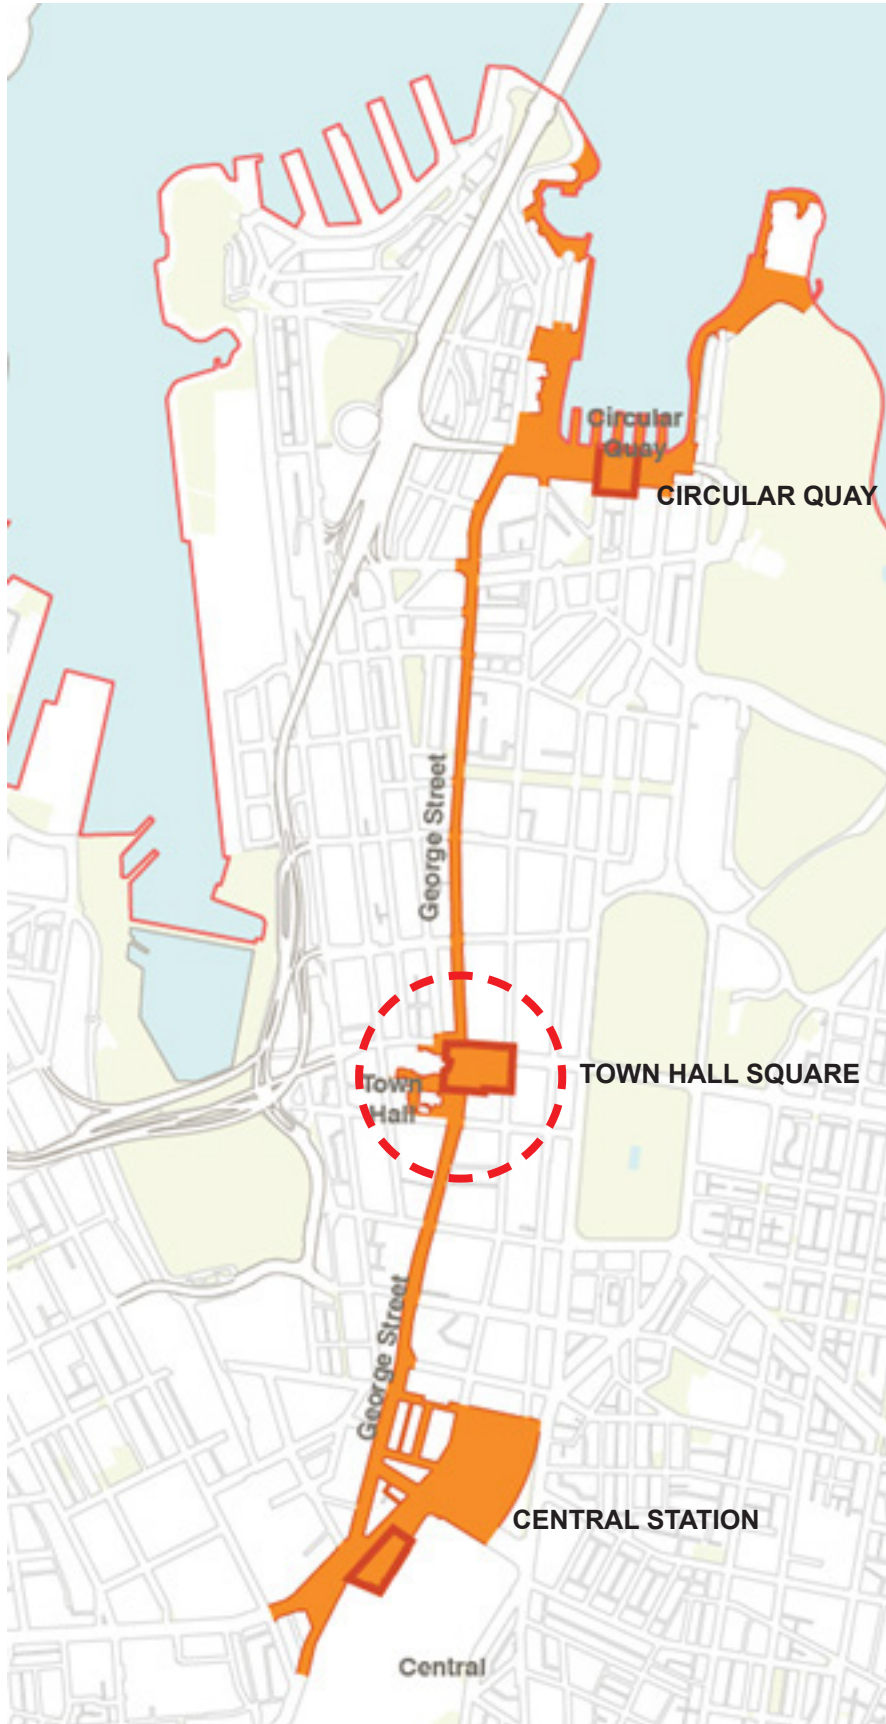 Circular
Quay
CIRCULAR QUAY
George Street
TOWN HALL SQUARE
Town
Hall
George Street
CENTRAL STATION
Central